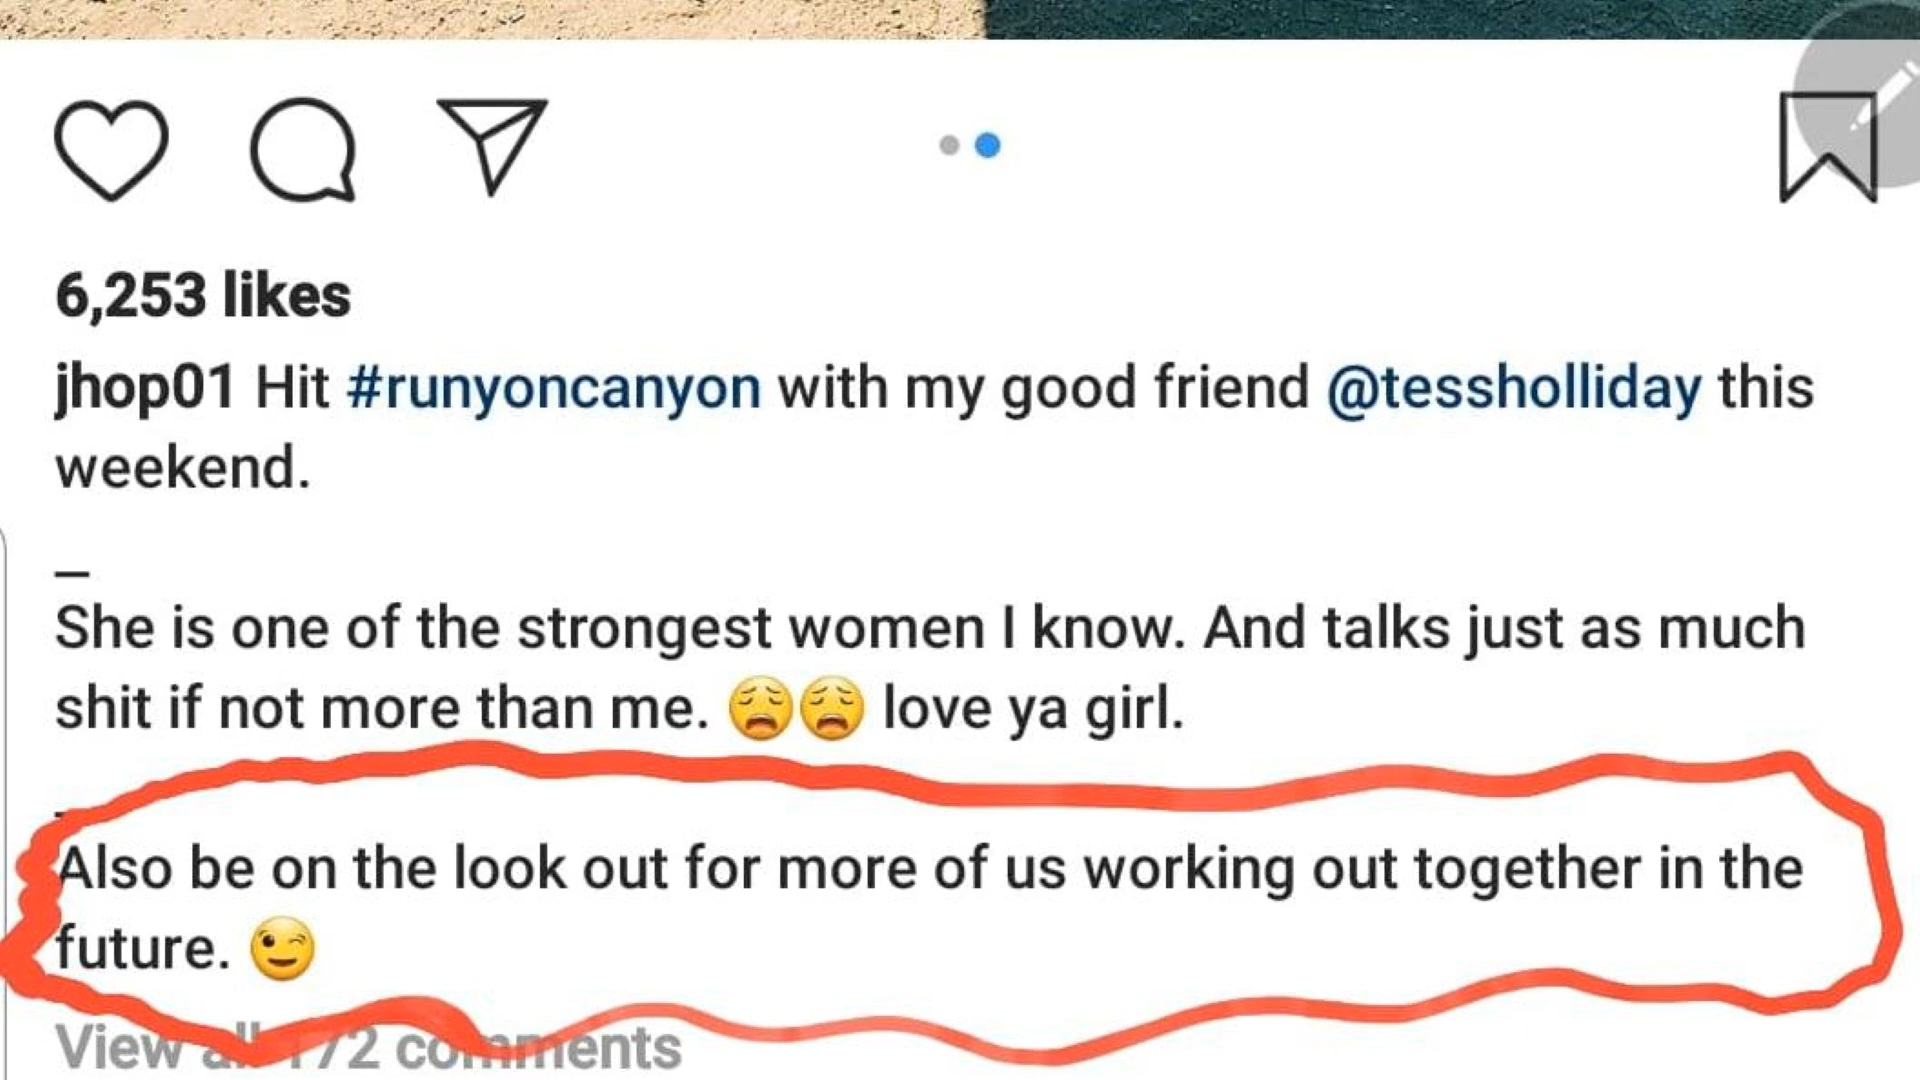 6,253 likes
jhop01 Hit #runyoncanyon with my good friend @tessholliday this
weekend.
_
She is one of the strongest women I know. And talks just as much
shit if not more than me. 😩😩 love ya girl.
_
Also be on the look out for more of us working out together in the
future. 😉
View all 172 comments